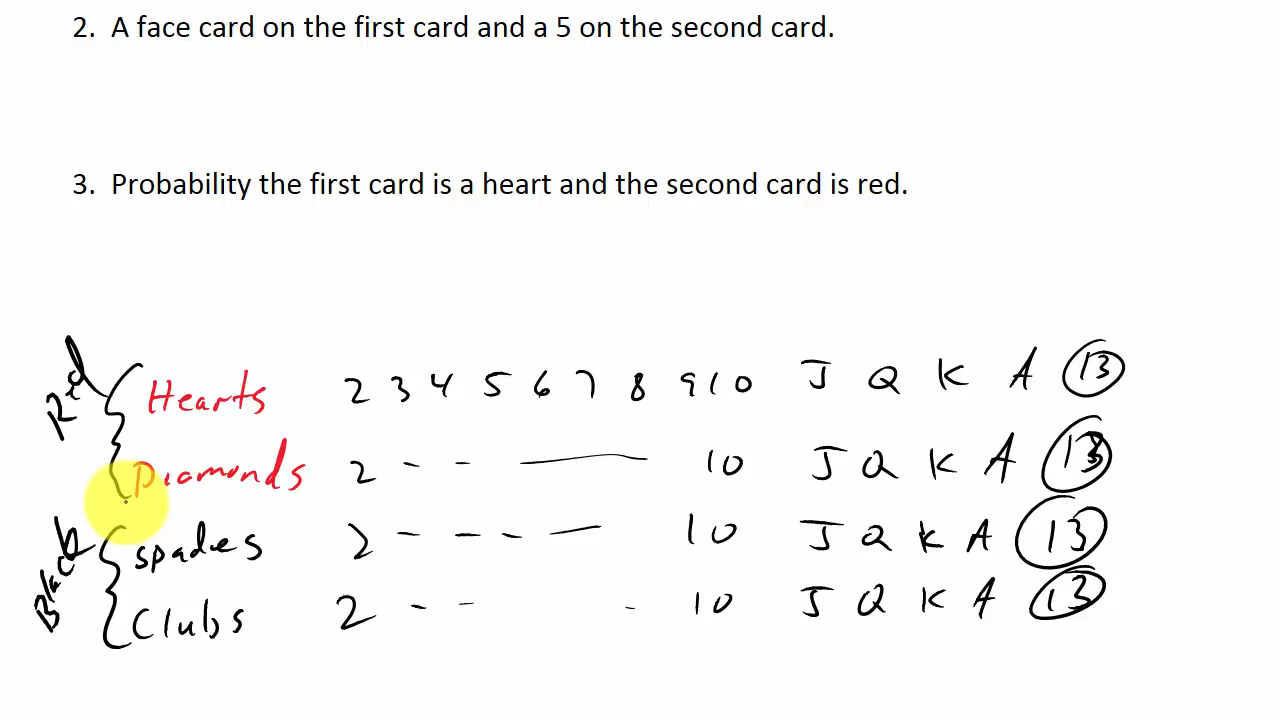 2. A face card on the first card and a 5 on the second card.
3. Probability the first card is a heart and the second card is red.
Red
Hearts 2 3 4 5 6 7 8 9 10 J Q K A 13
Diamonds 2 - - — 10 J Q K A 13
Black
Spades 2 - - - — 10 J Q K A 13
Clubs 2 - - - 10 J Q K A 13